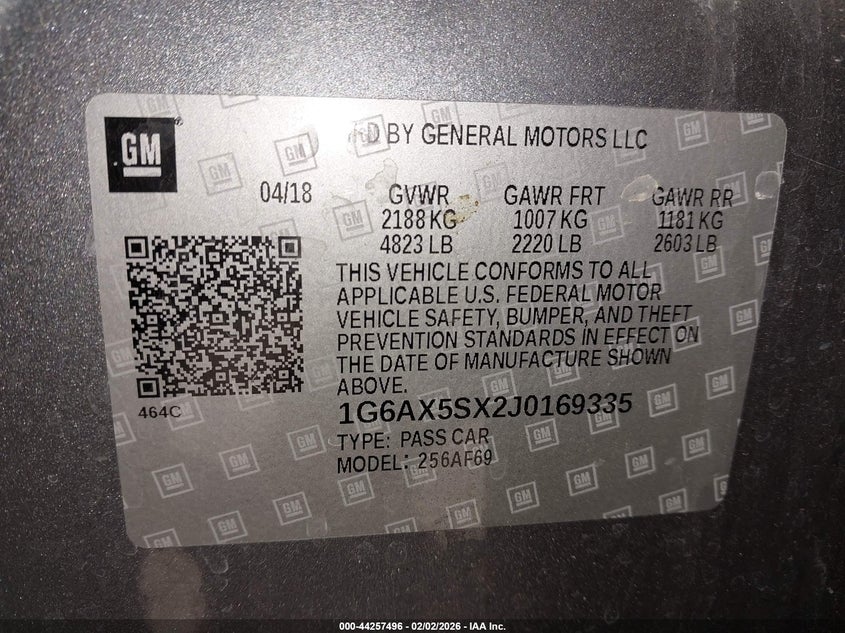 GM
D BY GENERAL MOTORS LLC
04/18
GVWR GAWR FRT GAWR RR
2188 KG 1007 KG 1181 KG
4823 LB 2220 LB 2603 LB
THIS VEHICLE CONFORMS TO ALL
APPLICABLE U.S. FEDERAL MOTOR
VEHICLE SAFETY, BUMPER, AND THEFT
PREVENTION STANDARDS IN EFFECT ON
THE DATE OF MANUFACTURE SHOWN
ABOVE.
464C
1G6AX5SX2J0169335
TYPE: PASS CAR
MODEL: 256AF69
000-44257496 - 02/02/2026 - IAA Inc.